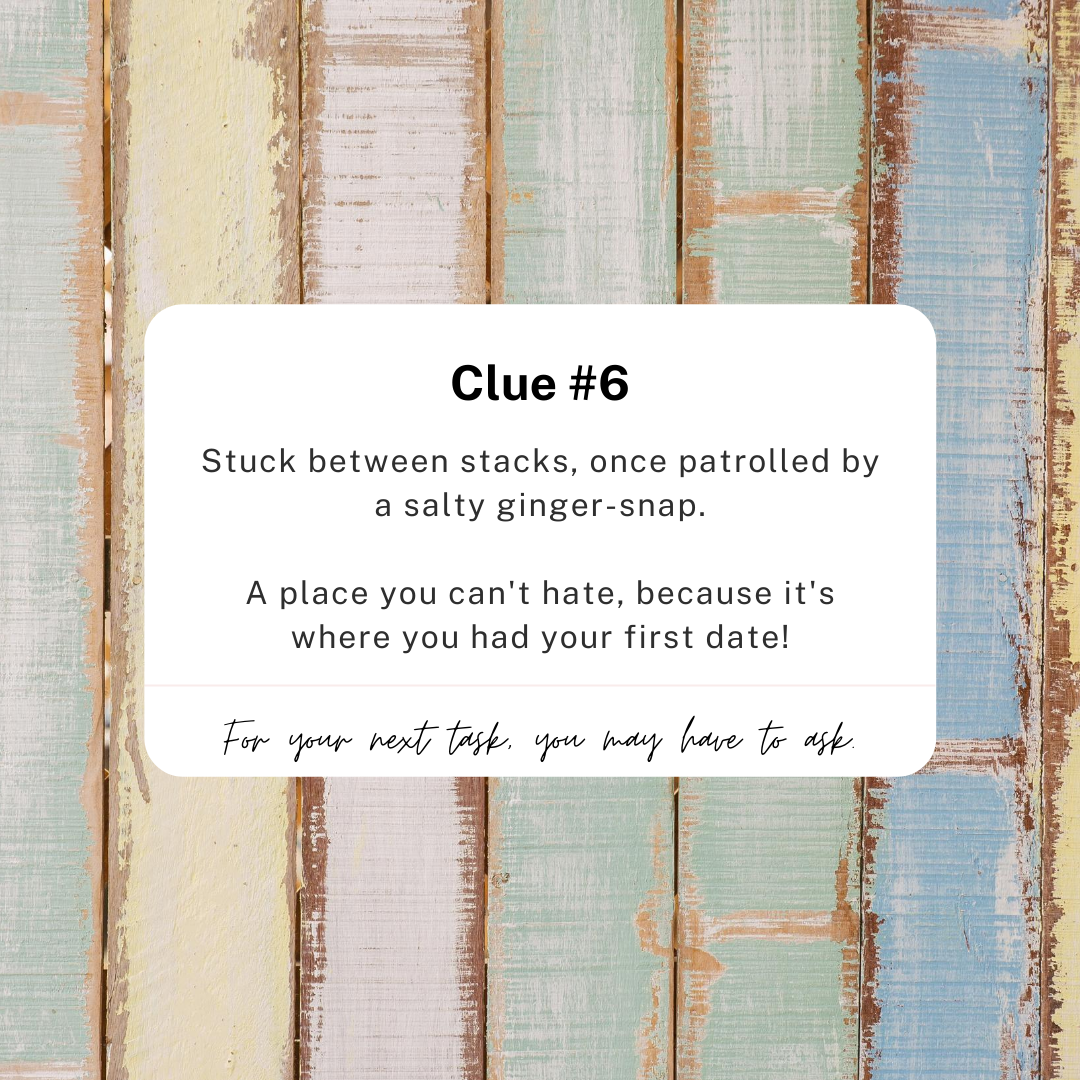 Clue #6
Stuck between stacks, once patrolled by
a salty ginger-snap.
A place you can't hate, because it's
where you had your first date!
For your next task, you may have to ask.